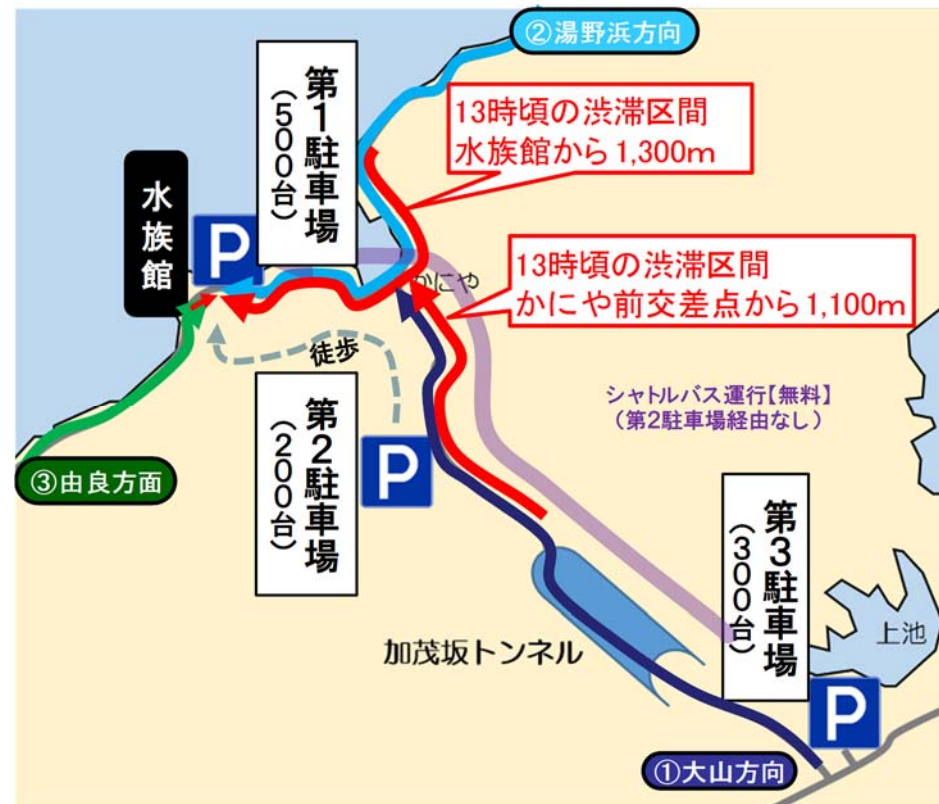 ②湯野浜方向
第1駐車場
(500台)
13時頃の渋滞区間
水族館から1,300m
水族館
P
かにや
13時頃の渋滞区間
かにや前交差点から1,100m
徒歩
シャトルバス運行【無料】
(第2駐車場経由なし)
③由良方面
第2駐車場
(200台)
P
第3駐車場
(300台)
加茂坂トンネル
上池
P
①大山方向